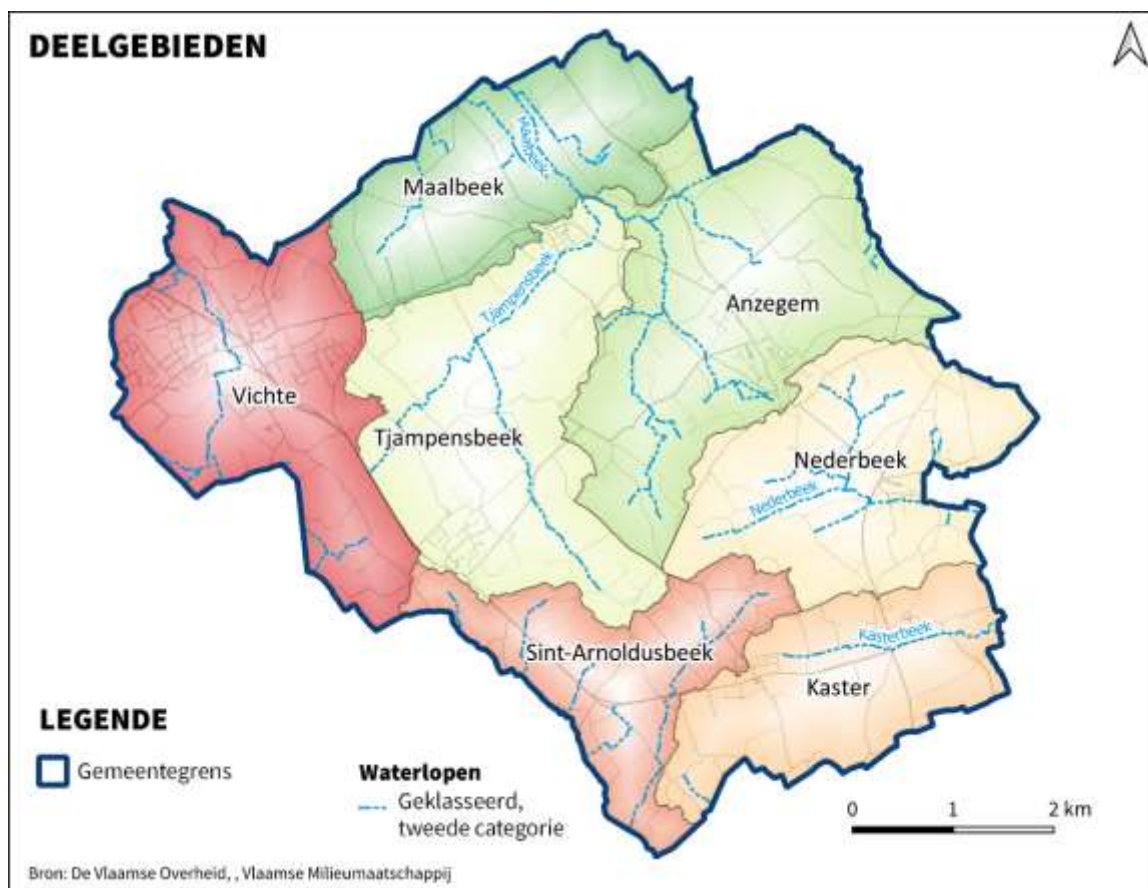 DEELGEBIEDEN
Maalbeek
Maalbeek
Tjampensbeek
Anzegem
Vichte
Tjampensbeek
Nederbeek
Nederbeek
Kasterbeek
Sint-Arnoldusbeek
Kaster
LEGENDE
Gemeentegrens
Waterlopen
Geklasseerd,
tweede categorie
0 1 2 km
Bron: De Vlaamse Overheid, , Vlaamse Milieumaatschappij